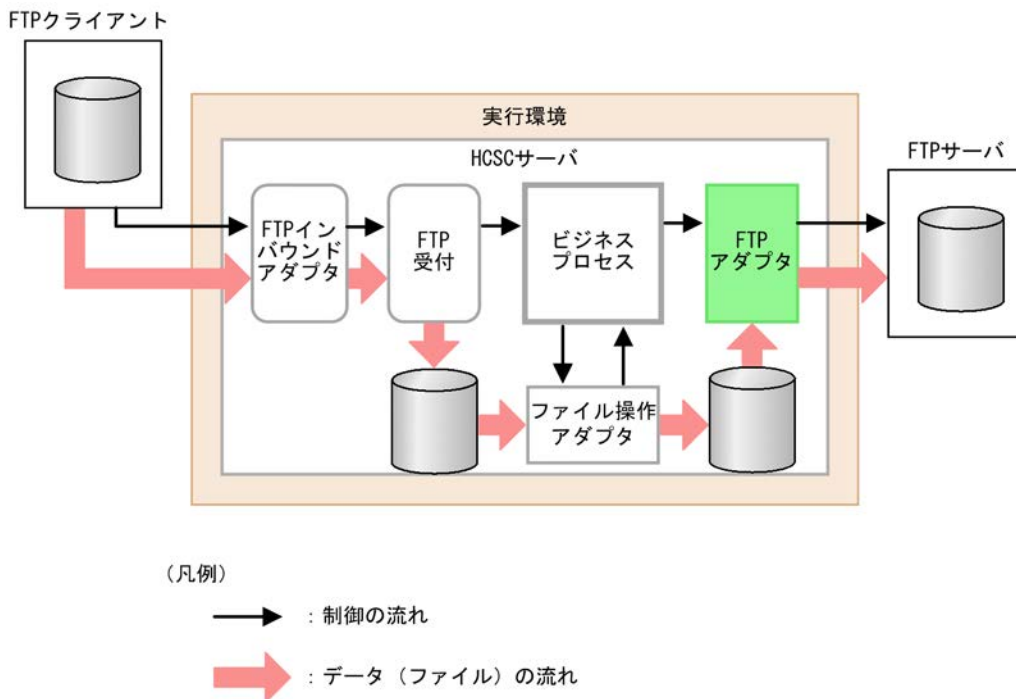 FTPクライアント
実行環境
HCSCサーバ
FTPサーバ
FTPイン
バウンド
アダプタ
FTP
受付
ビジネス
プロセス
FTP
アダプタ
ファイル操作
アダプタ
(凡例)
：制御の流れ
：データ（ファイル）の流れ